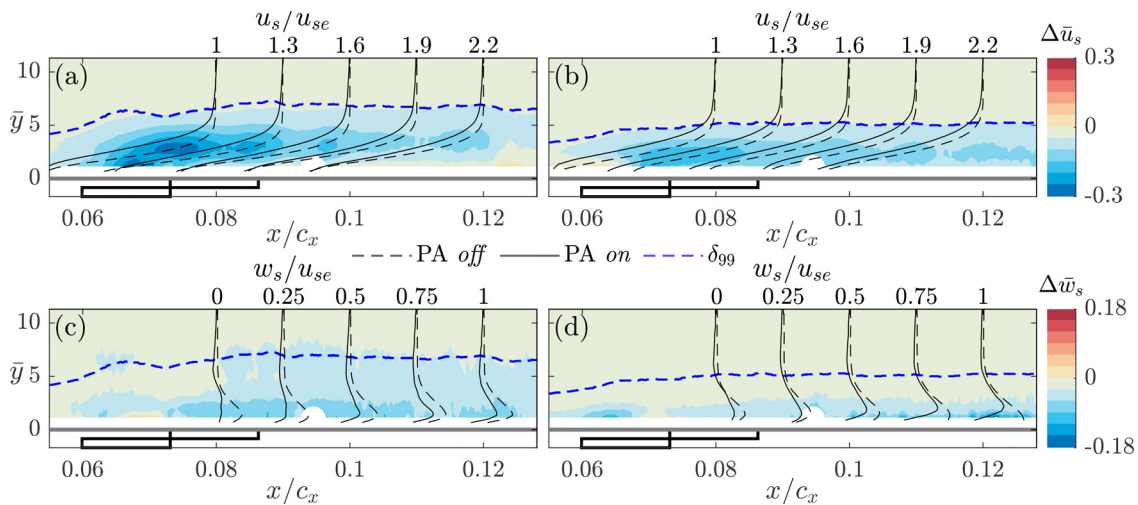 u_s/u_se u_s/u_se
1 1.3 1.6 1.9 2.2 1 1.3 1.6 1.9 2.2 Δū_s
10 (a) (b) 0.3
ȳ 5 0
0 -0.3
0.06 0.08 0.1 0.12 0.06 0.08 0.1 0.12
x/c_x x/c_x
PA off PA on δ_99
w_s/u_se w_s/u_se
0 0.25 0.5 0.75 1 0 0.25 0.5 0.75 1 Δw̄_s
10 (c) (d) 0.18
ȳ 5 0
0 -0.18
0.06 0.08 0.1 0.12 0.06 0.08 0.1 0.12
x/c_x x/c_x